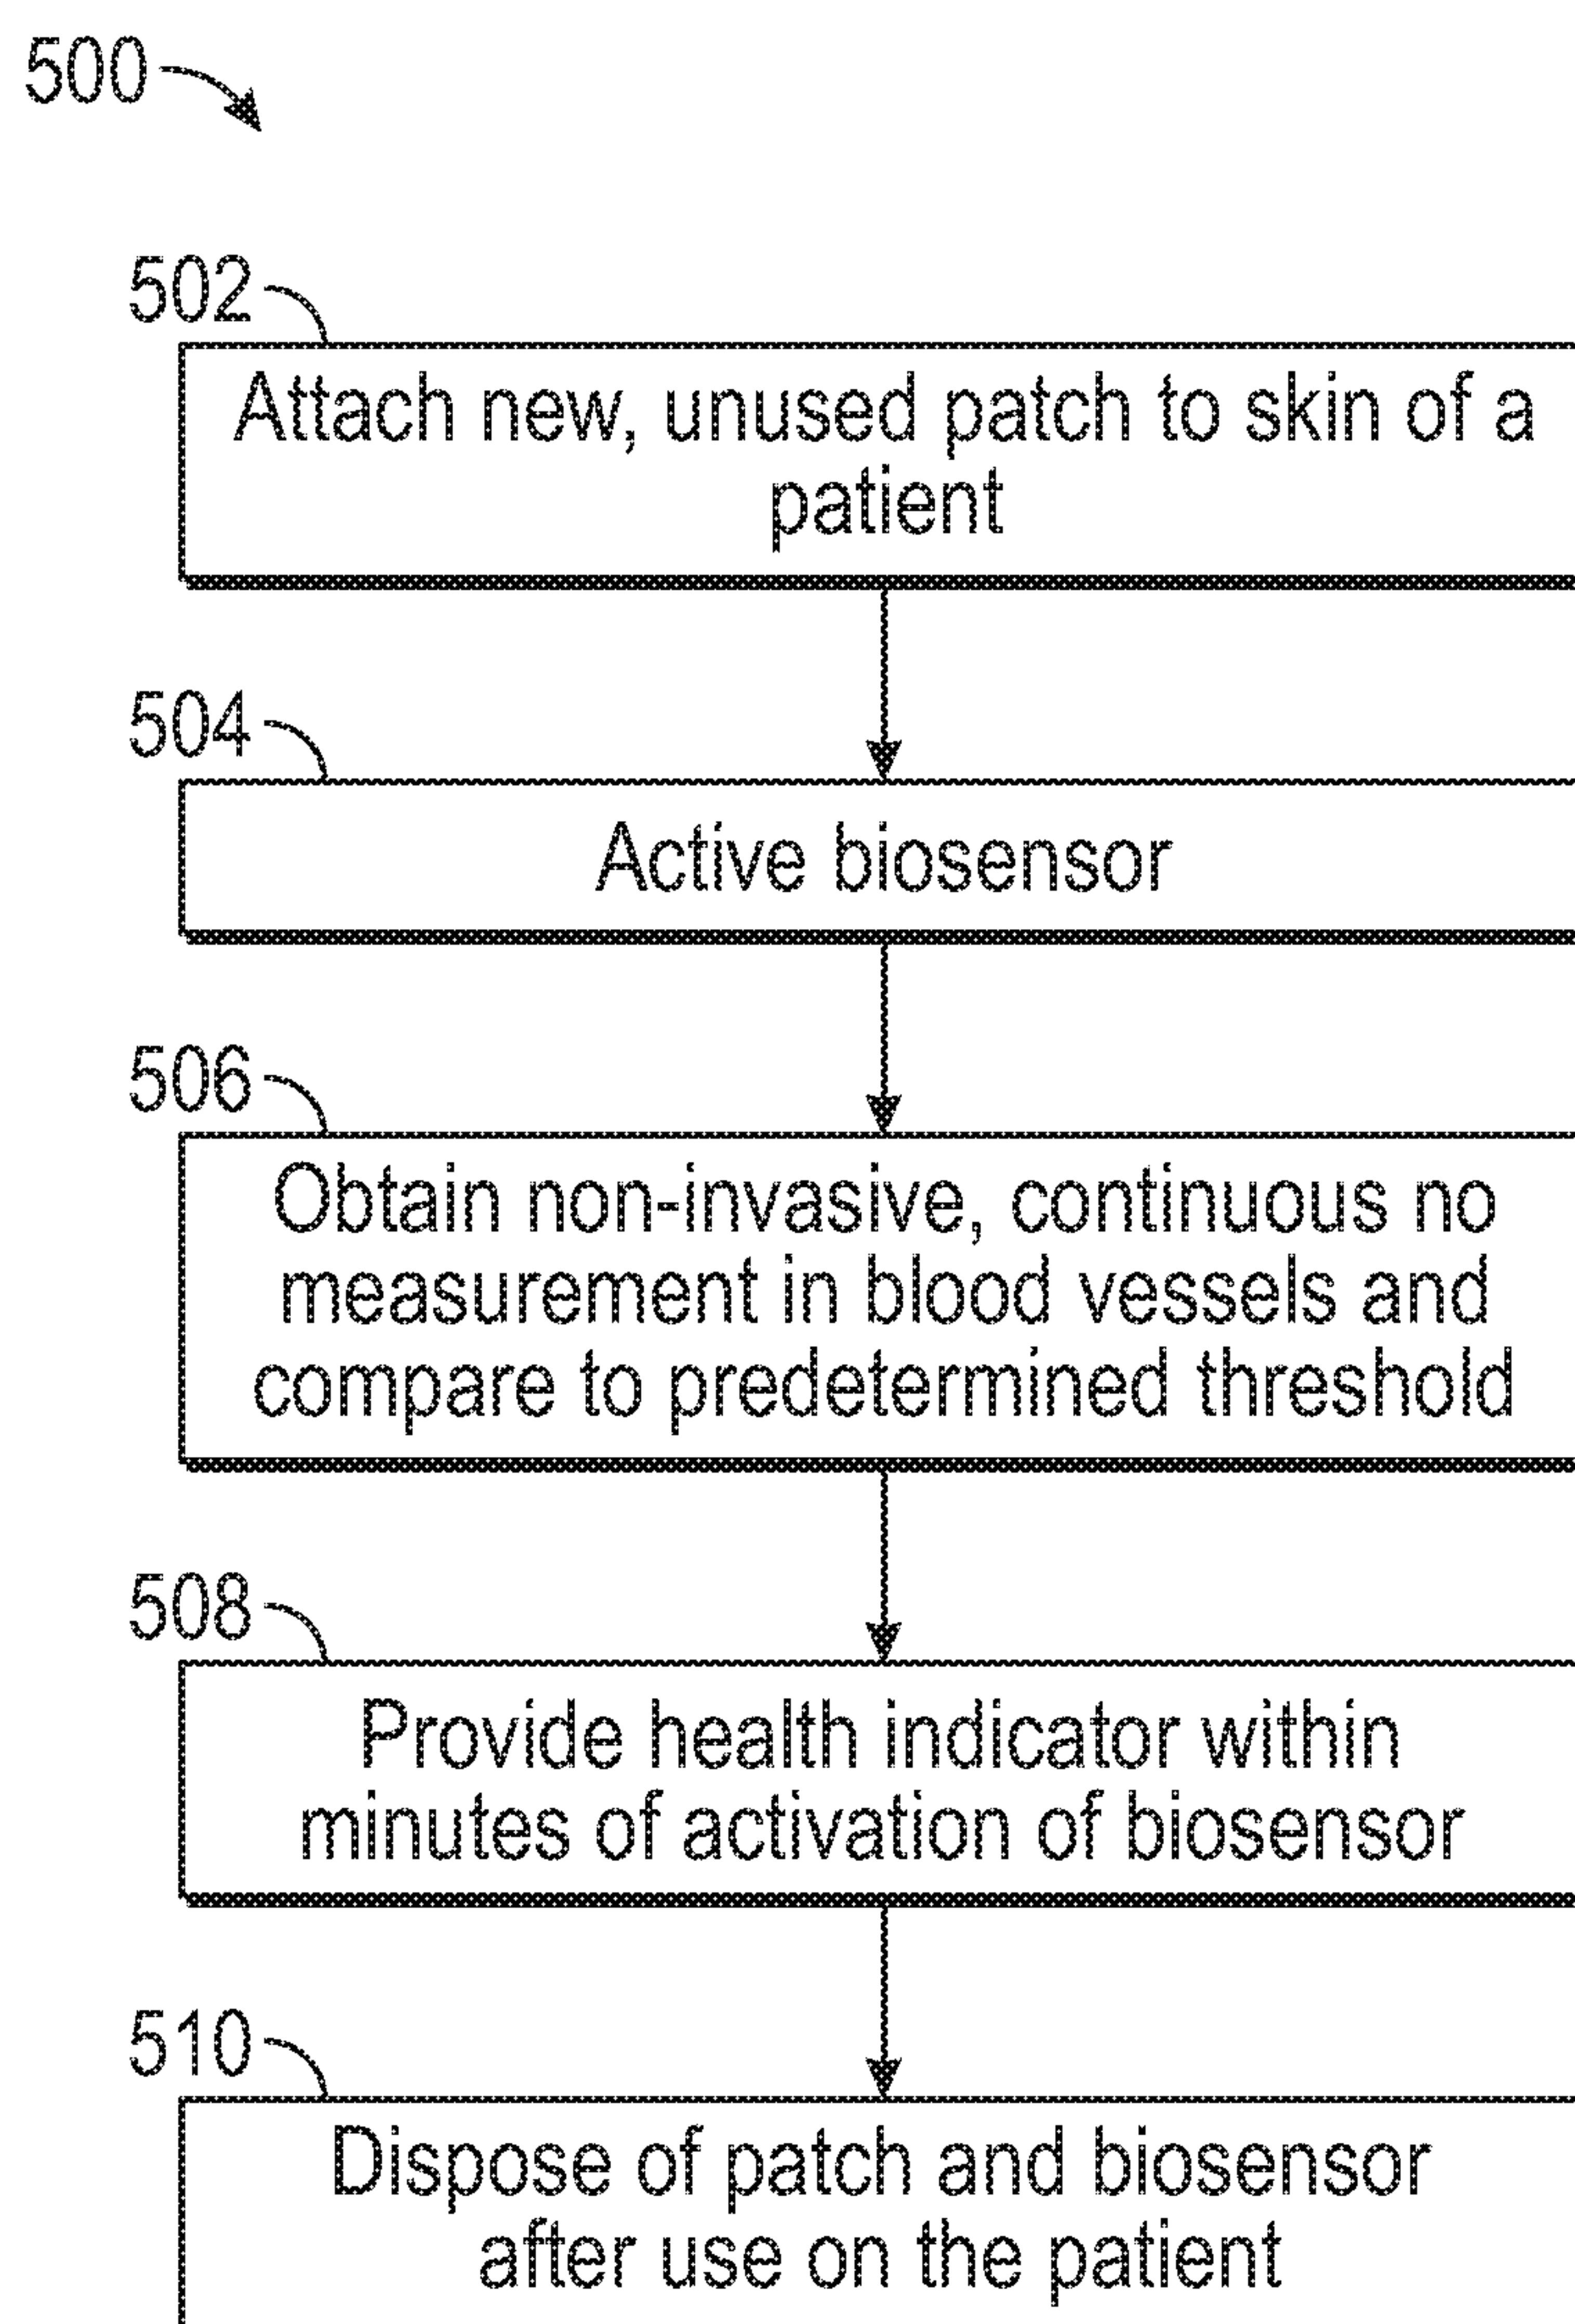 500
502
Attach new, unused patch to skin of a
patient
504
Active biosensor
506
Obtain non-invasive, continuous no
measurement in blood vessels and
compare to predetermined threshold
508
Provide health indicator within
minutes of activation of biosensor
510
Dispose of patch and biosensor
after use on the patient